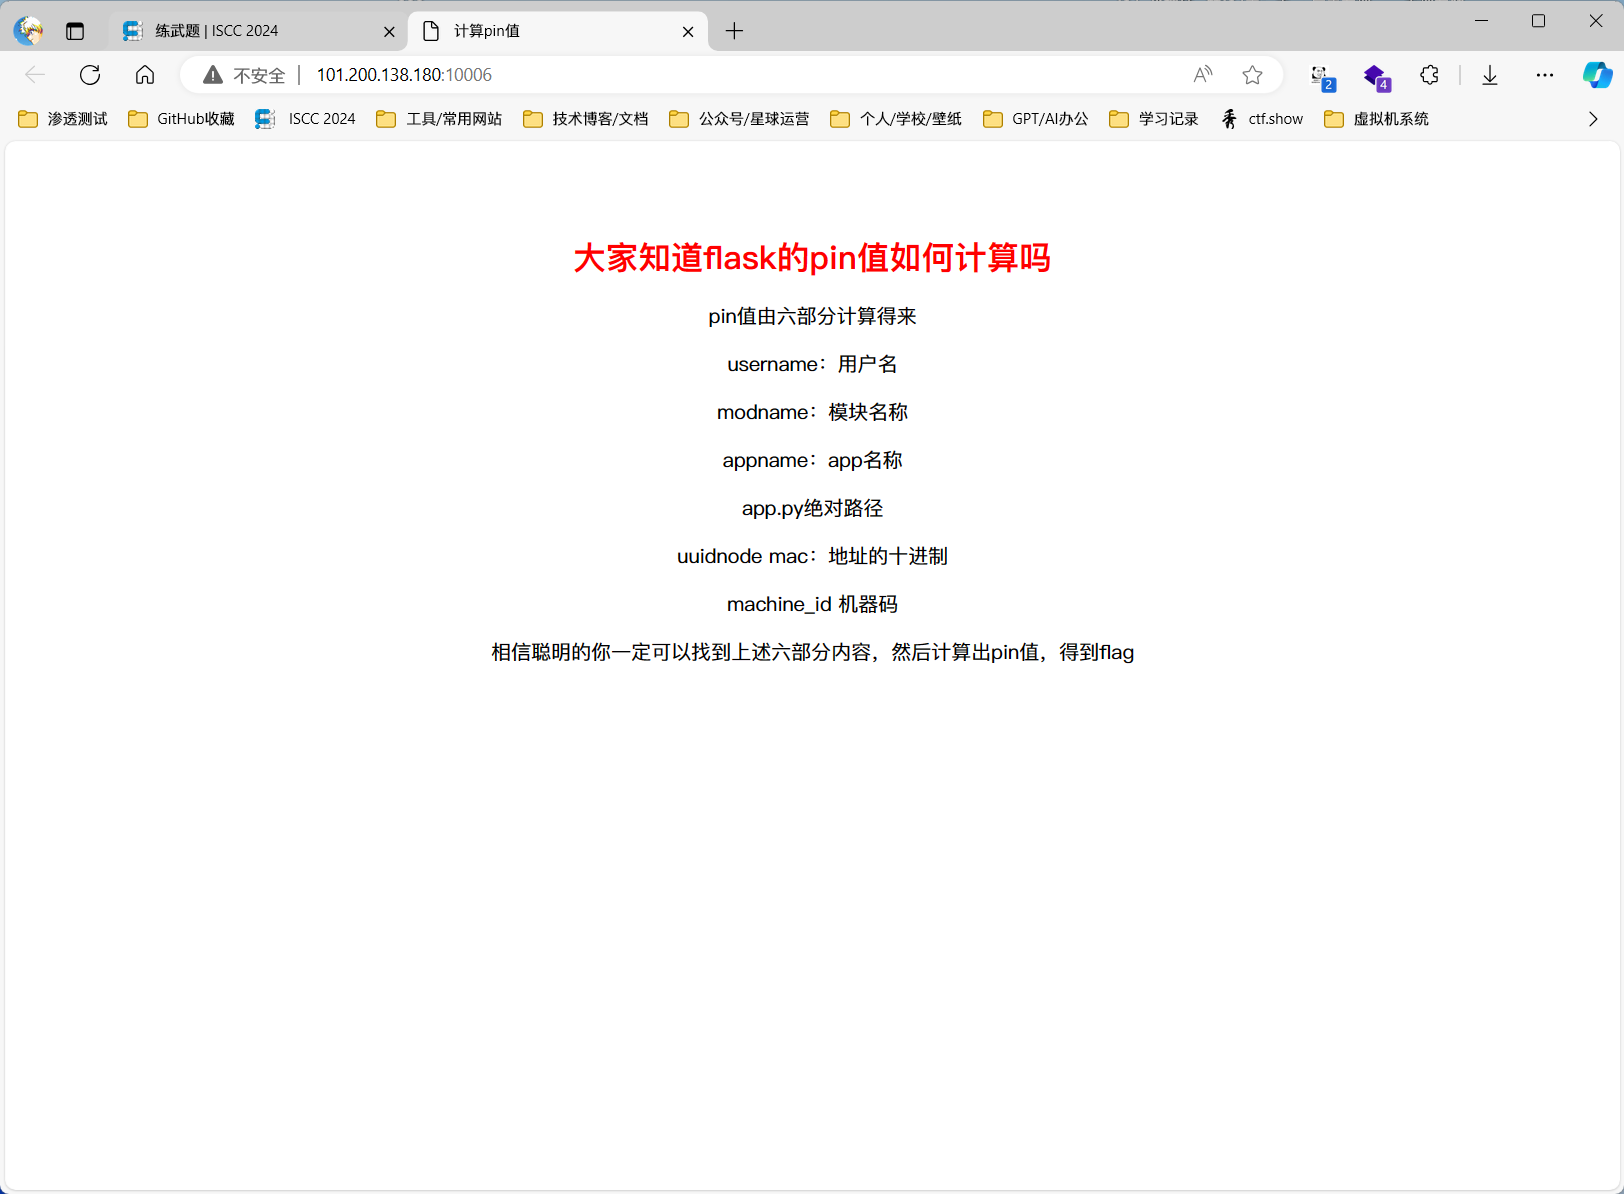 练武题 | ISCC 2024
计算pin值
不安全
101.200.138.180:10006
2
4
渗透测试
GitHub收藏
ISCC 2024
工具/常用网站
技术博客/文档
公众号/星球运营
个人/学校/壁纸
GPT/AI办公
学习记录
ctf.show
虚拟机系统
大家知道flask的pin值如何计算吗
pin值由六部分计算得来
username：用户名
modname：模块名称
appname：app名称
app.py绝对路径
uuidnode mac：地址的十进制
machine_id 机器码
相信聪明的你一定可以找到上述六部分内容，然后计算出pin值，得到flag